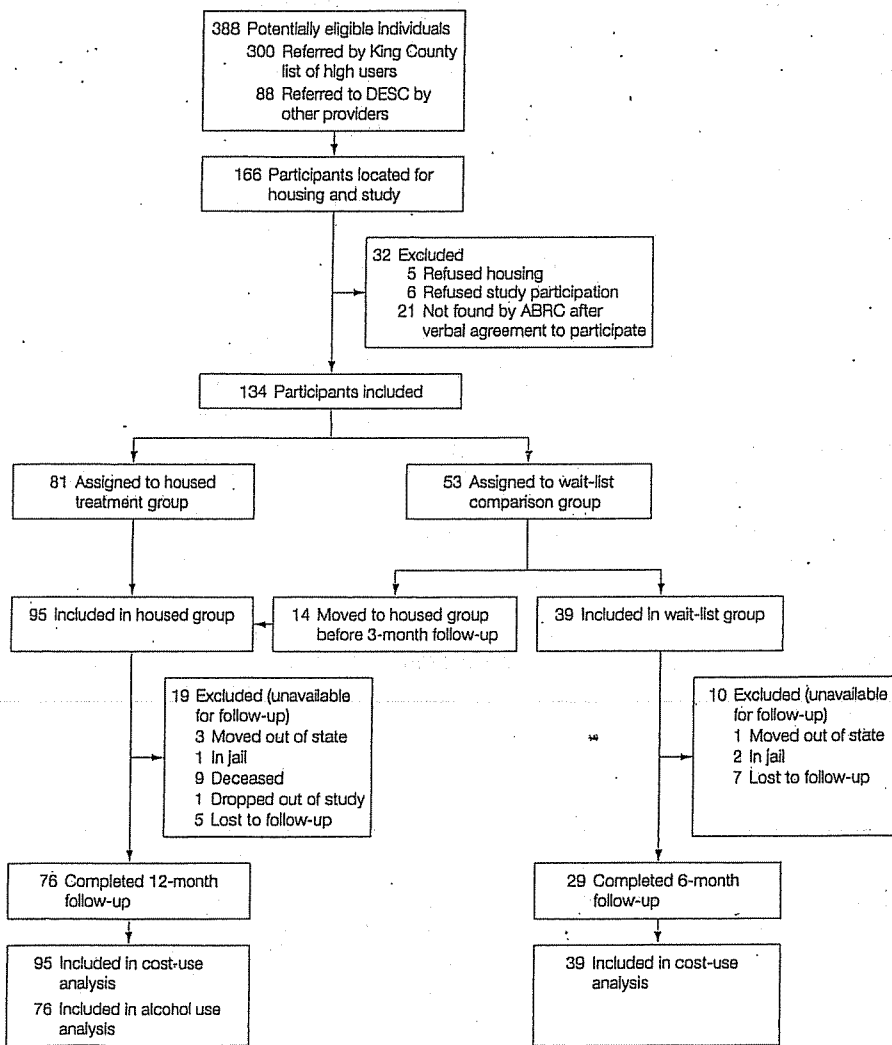 388 Potentially eligible individuals
300 Referred by King County
list of high users
88 Referred to DESC by
other providers
166 Participants located for
housing and study
32 Excluded
5 Refused housing
6 Refused study participation
21 Not found by ABRC after
verbal agreement to participate
134 Participants included
81 Assigned to housed
treatment group
53 Assigned to wait-list
comparison group
95 Included in housed group
14 Moved to housed group
before 3-month follow-up
39 Included in wait-list group
19 Excluded (unavailable
for follow-up)
3 Moved out of state
1 In jail
9 Deceased
1 Dropped out of study
5 Lost to follow-up
10 Excluded (unavailable
for follow-up)
1 Moved out of state
2 In jail
7 Lost to follow-up
76 Completed 12-month
follow-up
29 Completed 6-month
follow-up
95 Included in cost-use
analysis
76 Included in alcohol use
analysis
39 Included in cost-use
analysis